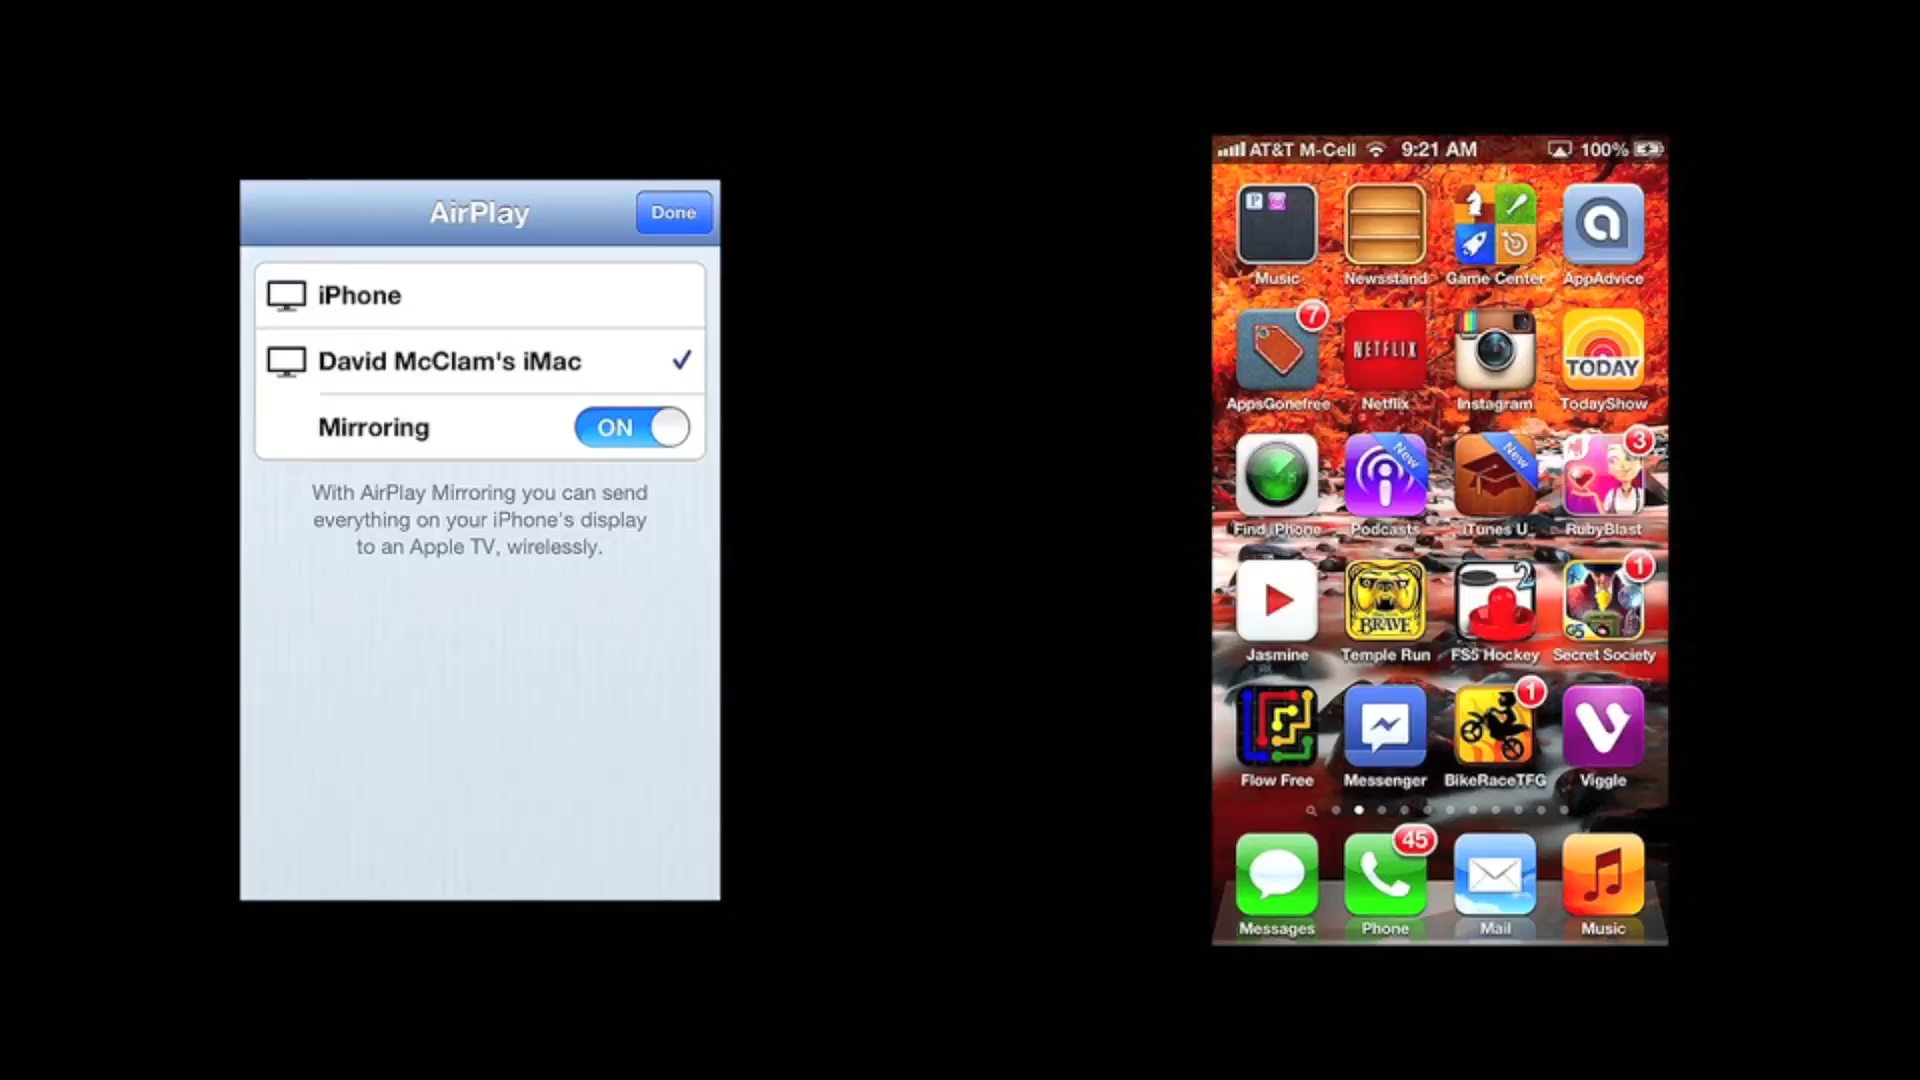 AirPlay
Done
iPhone
David McClam's iMac
Mirroring
ON
With AirPlay Mirroring you can send
everything on your iPhone's display
to an Apple TV, wirelessly.
AT&T M-Cell 9:21 AM 100%
P
a
Music Newsstand Game Center AppAdvice
7
NETFLIX
TODAY
AppsGonefree Netflix Instagram TodayShow
New New 3
Find iPhone Podcasts iTunes U RubyBlast
2 1
BRAVE
G5
Jasmine Temple Run FS5 Hockey Secret Society
1
Flow Free Messenger BikeRaceTFG Viggle
45
Messages Phone Mail Music